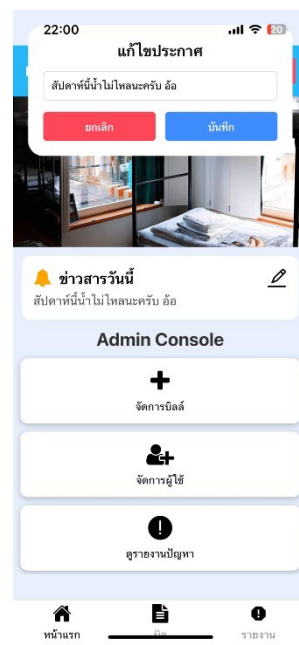 22:00
20
แก้ไขประกาศ
สัปดาห์นี้น้ำไม่ไหลนะครับ อ้อ
ยกเลิก
บันทึก
ข่าวสารวันนี้
สัปดาห์นี้น้ำไม่ไหลนะครับ อ้อ
Admin Console
จัดการบิลล์
จัดการผู้ใช้
ดูรายงานปัญหา
หน้าแรก
รายงาน